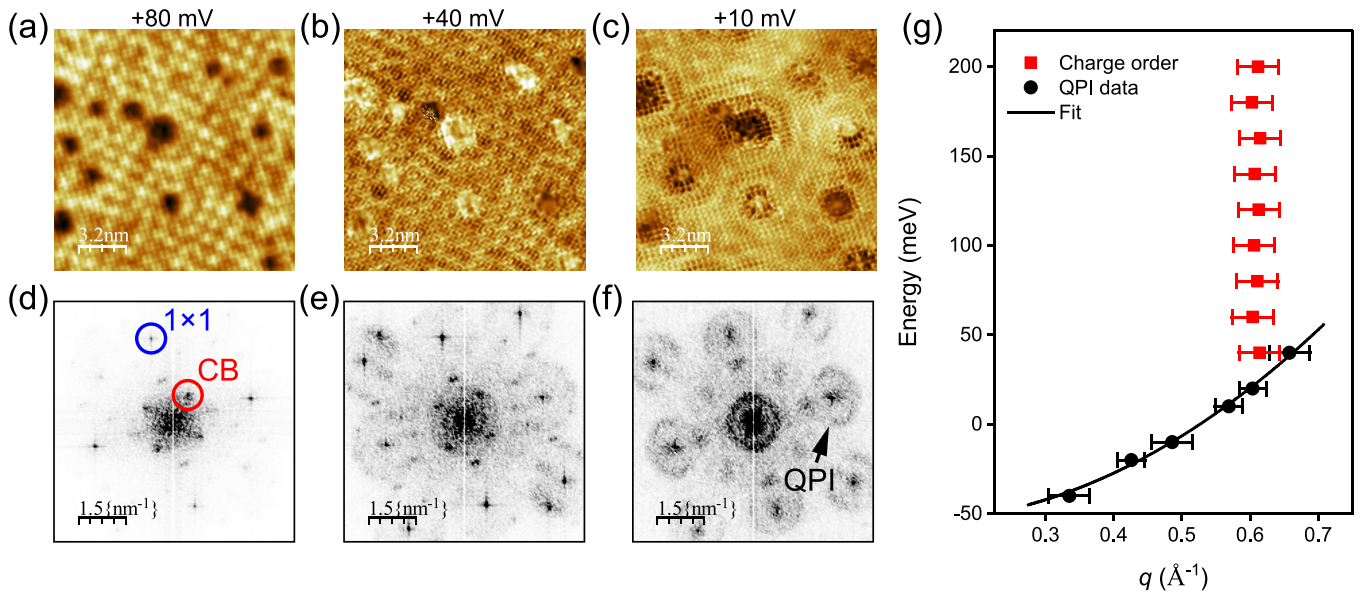 (a)
+80 mV
3.2nm
(b)
+40 mV
3.2nm
(c)
+10 mV
3.2nm
(d)
1×1
CB
1.5{nm⁻¹}
(e)
1.5{nm⁻¹}
(f)
QPI
1.5{nm⁻¹}
(g)
Charge order
QPI data
Fit
Energy (meV)
200
150
100
50
0
-50
0.3 0.4 0.5 0.6 0.7
q (Å⁻¹)